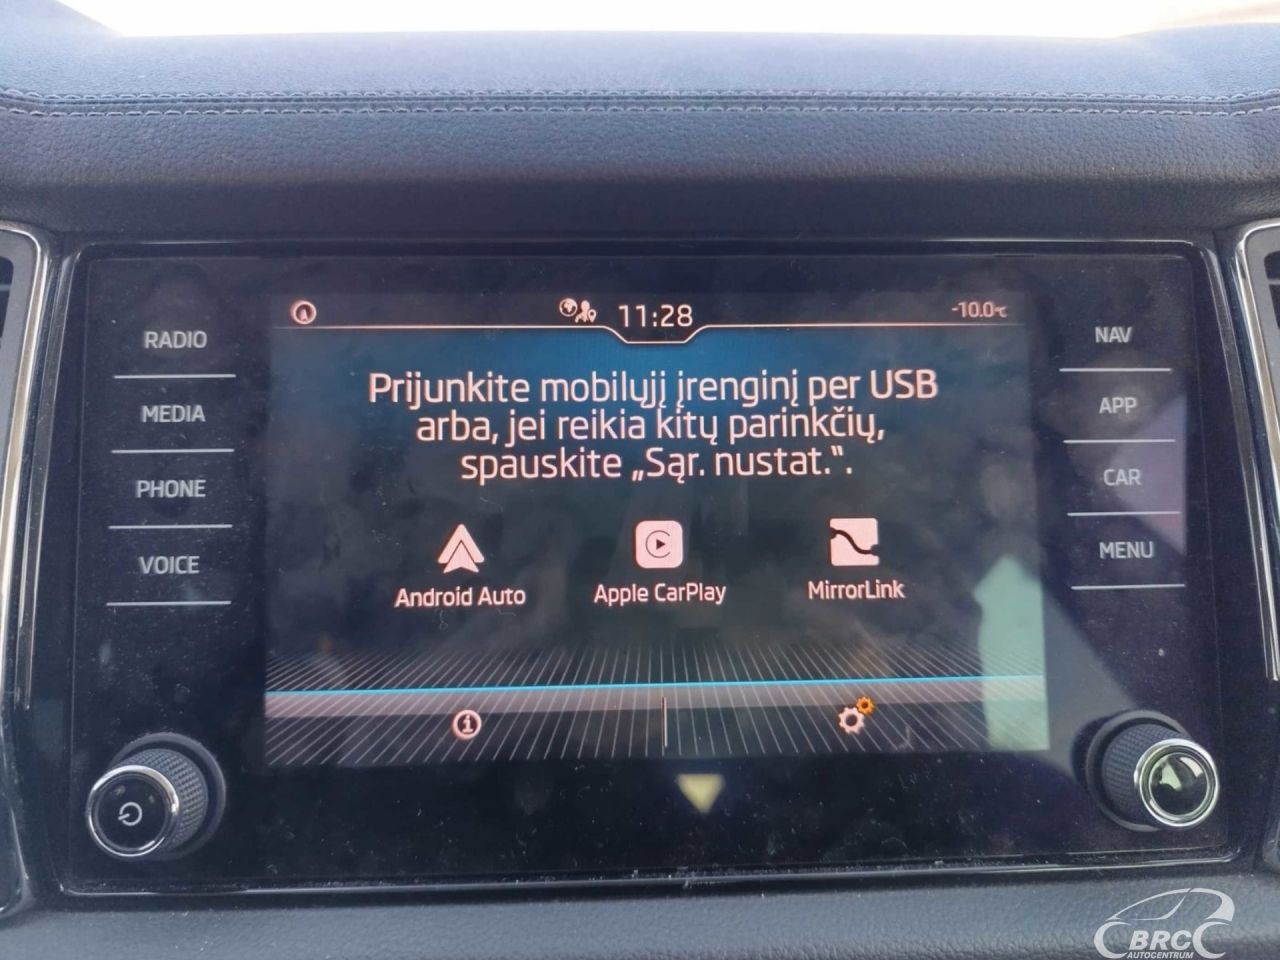 11:28
-10.0°C
Prijunkite mobilųjį įrenginį per USB
arba, jei reikia kitų parinkčių,
spauskite „Sąr. nustat.“.
Android Auto
Apple CarPlay
MirrorLink
RADIO
MEDIA
PHONE
VOICE
NAV
APP
CAR
MENU
BRC
AUTOCENTRUM